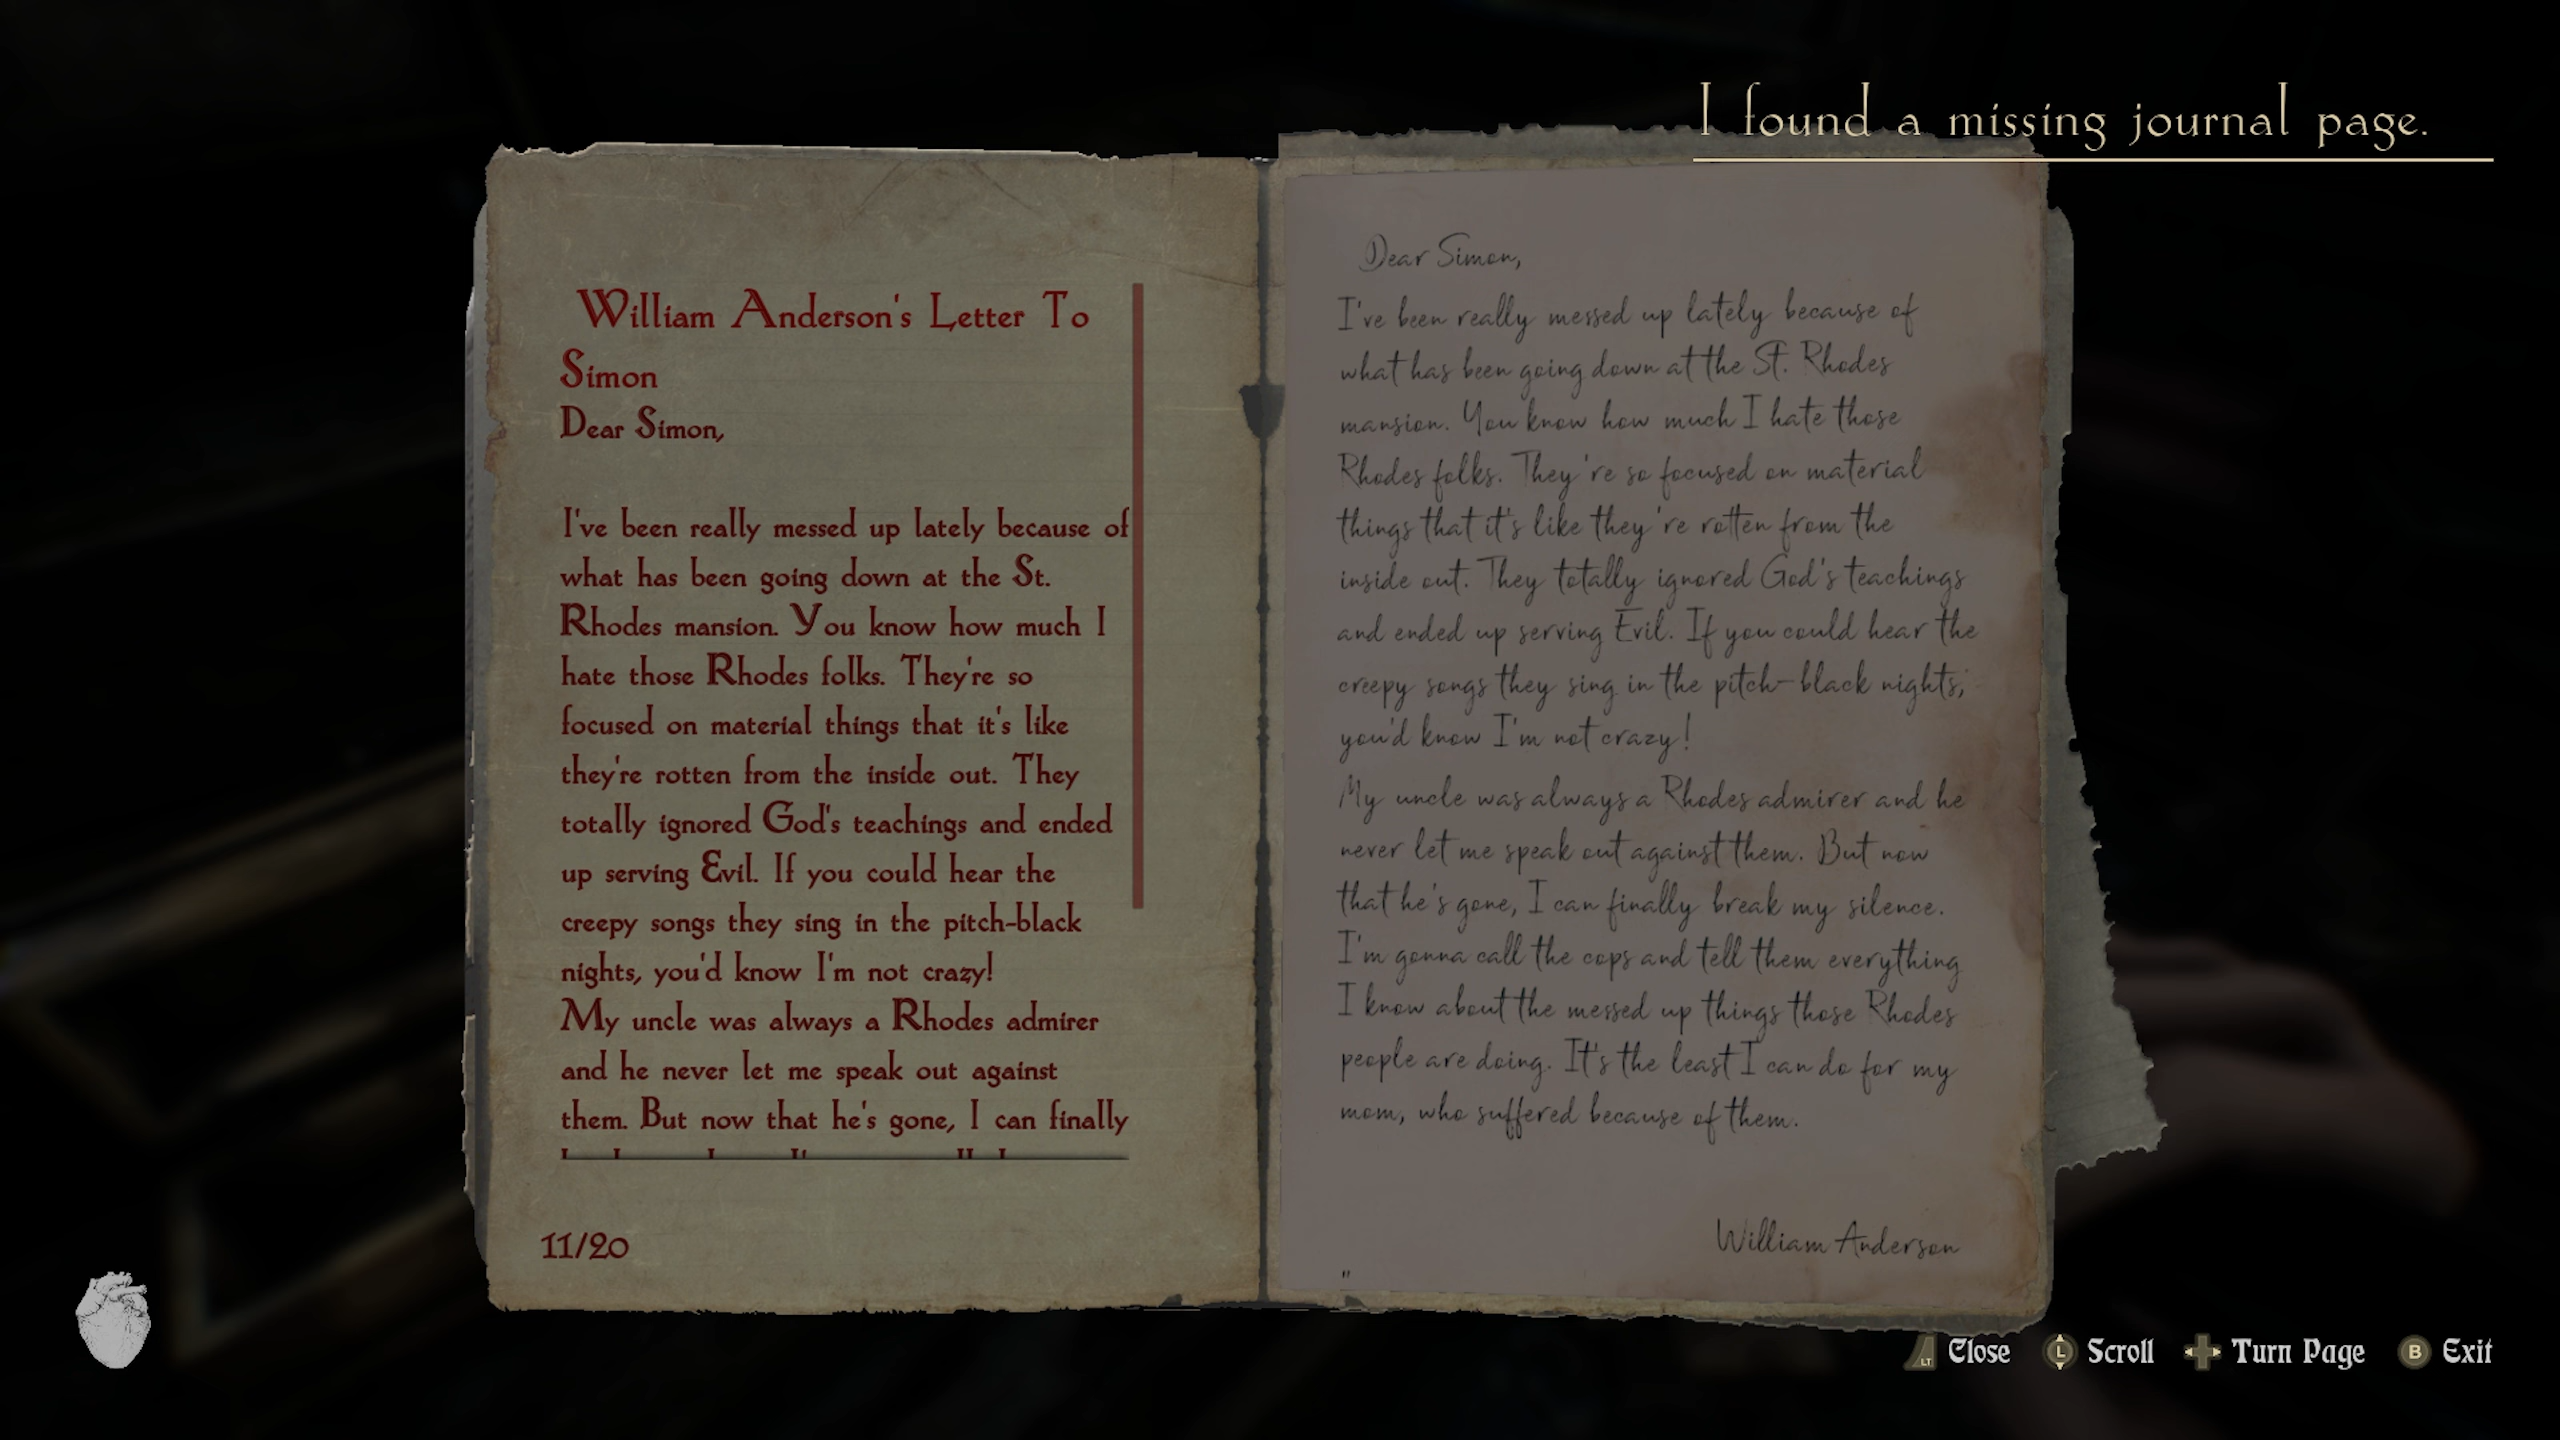 I found a missing journal page.
William Anderson's Letter To
Simon
Dear Simon,
I've been really messed up lately because of
what has been going down at the St.
Rhodes mansion. You know how much I
hate those Rhodes folks. They're so
focused on material things that it's like
they're rotten from the inside out. They
totally ignored God's teachings and ended
up serving Evil. If you could hear the
creepy songs they sing in the pitch-black
nights, you'd know I'm not crazy!
My uncle was always a Rhodes admirer
and he never let me speak out against
them. But now that he's gone, I can finally
11/20
Dear Simon,
I've been really messed up lately because of
what has been going down at the St. Rhodes
mansion. You know how much I hate those
Rhodes folks. They're so focused on material
things that it's like they're rotten from the
inside out. They totally ignored God's teachings
and ended up serving Evil. If you could hear the
creepy songs they sing in the pitch-black nights,
you'd know I'm not crazy!
My uncle was always a Rhodes admirer and he
never let me speak out against them. But now
that he's gone, I can finally break my silence.
I'm gonna call the cops and tell them everything
I know about the messed up things those Rhodes
people are doing. It's the least I can do for my
mom, who suffered because of them.
William Anderson
"
LT Close L Scroll Turn Page B Exit